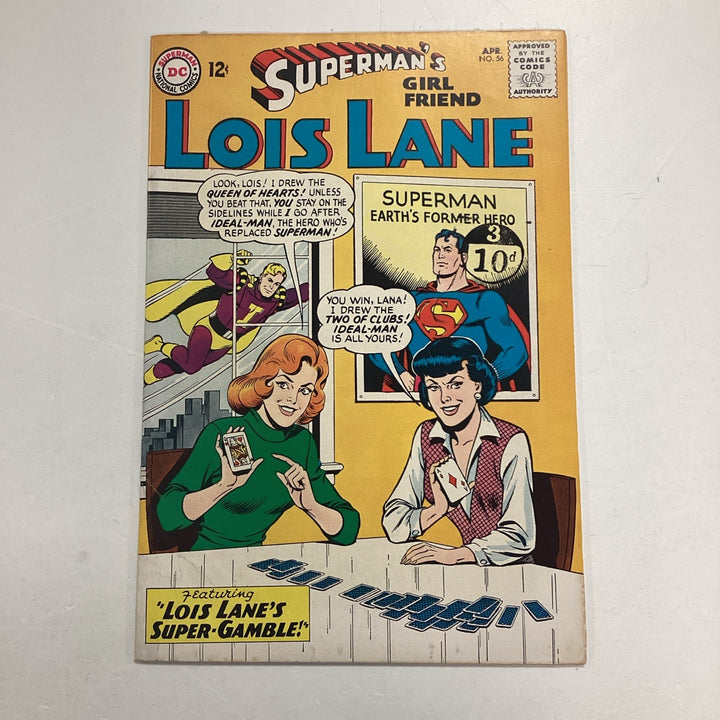 SUPERMAN
DC
NATIONAL COMICS
12¢
SUPERMAN'S
GIRL
FRIEND
LOIS LANE
APR.
NO. 56
APPROVED
BY THE
COMICS
CODE
CA
AUTHORITY
LOOK, LOIS! I DREW THE
QUEEN OF HEARTS! UNLESS
YOU BEAT THAT, YOU STAY ON THE
SIDELINES WHILE I GO AFTER
IDEAL-MAN, THE HERO WHO'S
REPLACED SUPERMAN!
SUPERMAN
EARTH'S FORMER HERO
3
10d
S
I
YOU WIN, LANA!
I DREW THE
TWO OF CLUBS!
IDEAL-MAN
IS ALL YOURS!
Featuring
"LOIS LANE'S
SUPER-GAMBLE!"